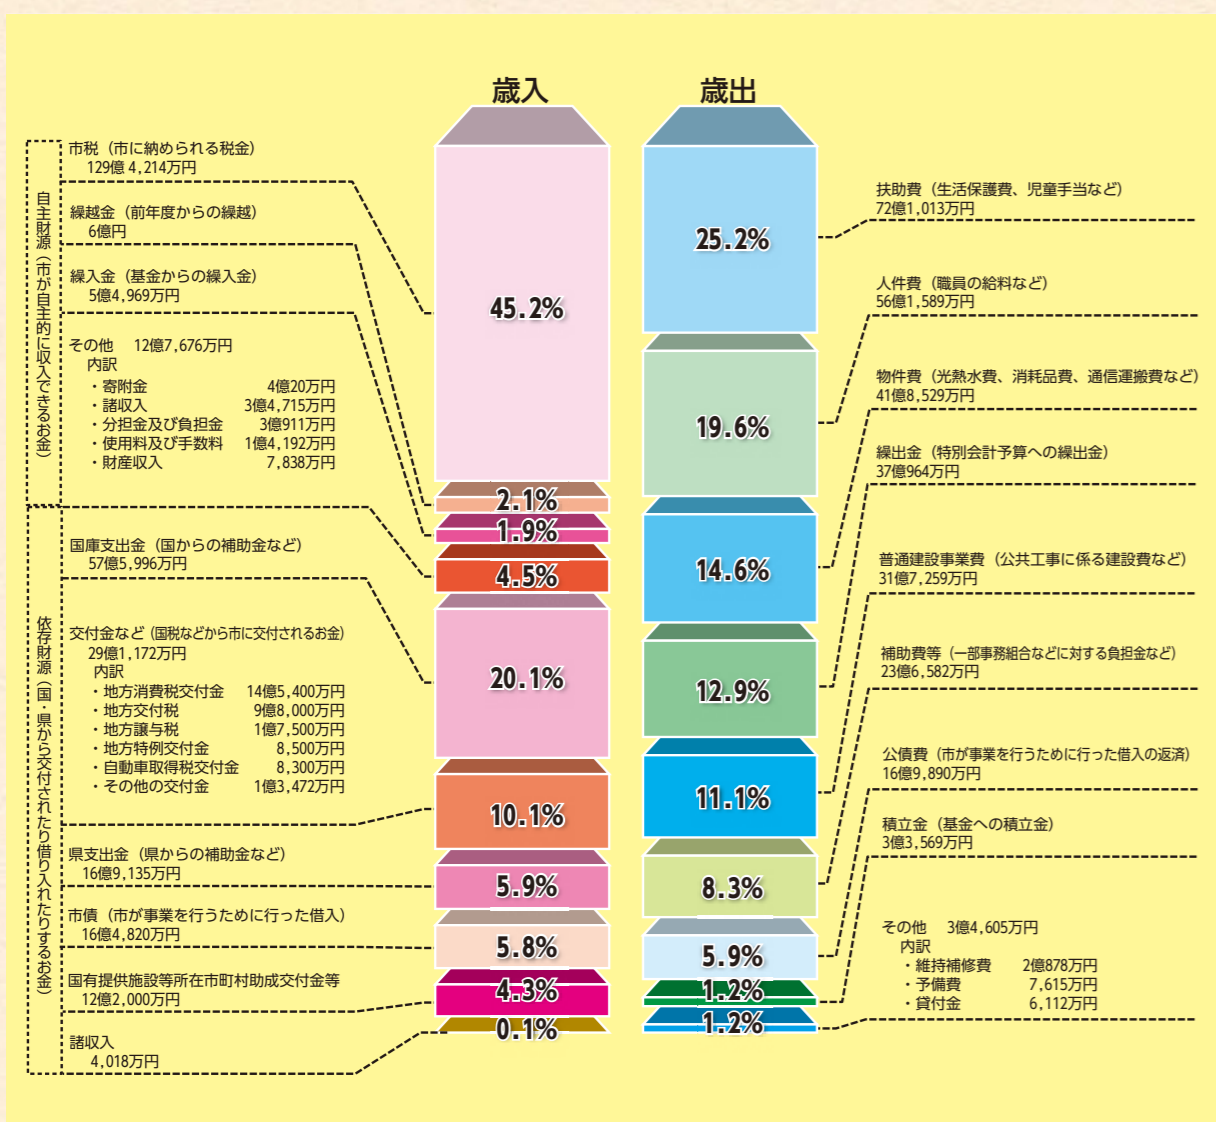 歳入
歳出
自主財源（市が自主的に収入できるお金）
市税（市に納められる税金）
129億4,214万円
繰越金（前年度からの繰越）
6億円
繰入金（基金からの繰入金）
5億4,969万円
その他　12億7,676万円
内訳
・寄附金　4億20万円
・諸収入　3億4,715万円
・分担金及び負担金　3億911万円
・使用料及び手数料　1億4,192万円
・財産収入　7,838万円
依存財源（国・県から交付されたり借り入れたりするお金）
国庫支出金（国からの補助金など）
57億5,996万円
交付金など（国税などから市に交付されるお金）
29億1,172万円
内訳
・地方消費税交付金　14億5,400万円
・地方交付税　9億8,000万円
・地方譲与税　1億7,500万円
・地方特例交付金　8,500万円
・自動車取得税交付金　8,300万円
・その他の交付金　1億3,472万円
県支出金（県からの補助金など）
16億9,135万円
市債（市が事業を行うために行った借入）
16億4,820万円
国有提供施設等所在市町村助成交付金等
12億2,000万円
諸収入
4,018万円
45.2%
2.1%
1.9%
4.5%
20.1%
10.1%
5.9%
5.8%
4.3%
0.1%
25.2%
19.6%
14.6%
12.9%
11.1%
8.3%
5.9%
1.2%
1.2%
扶助費（生活保護費、児童手当など）
72億1,013万円
人件費（職員の給料など）
56億1,589万円
物件費（光熱水費、消耗品費、通信運搬費など）
41億8,529万円
繰出金（特別会計予算への繰出金）
37億964万円
普通建設事業費（公共工事に係る建設費など）
31億7,259万円
補助費等（一部事務組合などに対する負担金など）
23億6,582万円
公債費（市が事業を行うために行った借入の返済）
16億9,890万円
積立金（基金への積立金）
3億3,569万円
その他　3億4,605万円
内訳
・維持補修費　2億878万円
・予備費　7,615万円
・貸付金　6,112万円